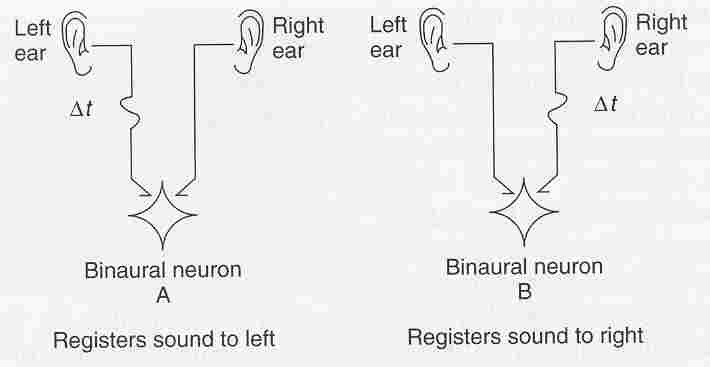 Left
ear
Right
ear
Δt
Binaural neuron
A
Registers sound to left
Left
ear
Right
ear
Δt
Binaural neuron
B
Registers sound to right